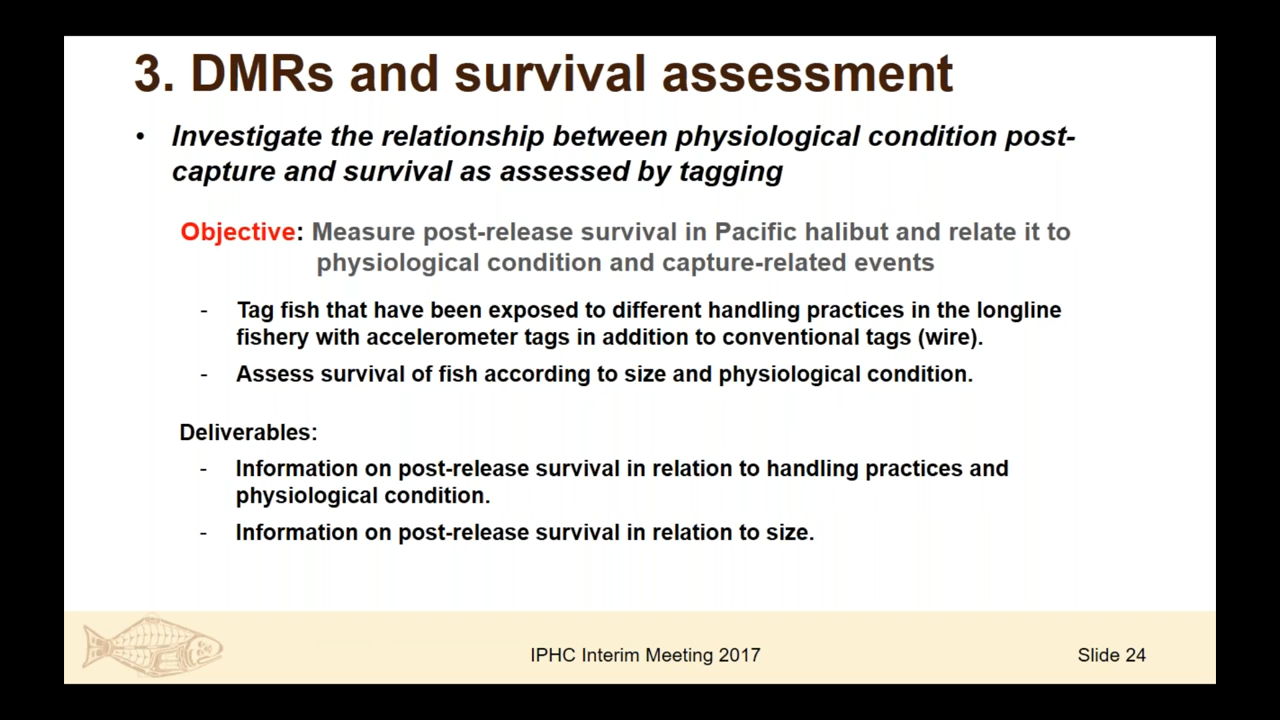 3. DMRs and survival assessment
• Investigate the relationship between physiological condition post-
capture and survival as assessed by tagging
Objective: Measure post-release survival in Pacific halibut and relate it to
physiological condition and capture-related events
- Tag fish that have been exposed to different handling practices in the longline
fishery with accelerometer tags in addition to conventional tags (wire).
- Assess survival of fish according to size and physiological condition.
Deliverables:
- Information on post-release survival in relation to handling practices and
physiological condition.
- Information on post-release survival in relation to size.
IPHC Interim Meeting 2017
Slide 24